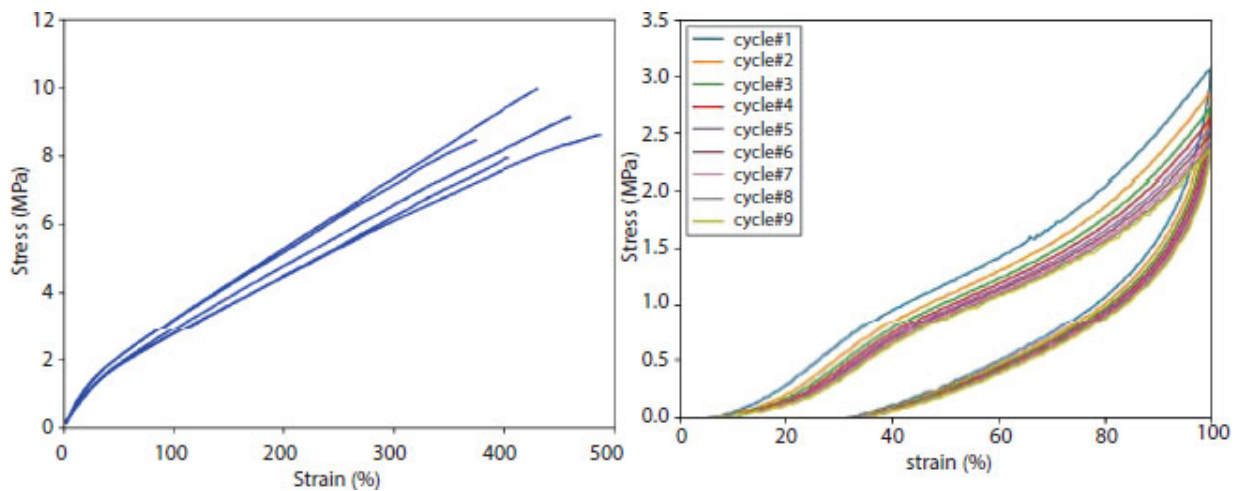 12
10
8
6
4
2
0
Stress (MPa)
0 100 200 300 400 500
Strain (%)
3.5
3.0
2.5
2.0
1.5
1.0
0.5
0.0
Stress (MPa)
cycle#1
cycle#2
cycle#3
cycle#4
cycle#5
cycle#6
cycle#7
cycle#8
cycle#9
0 20 40 60 80 100
strain (%)